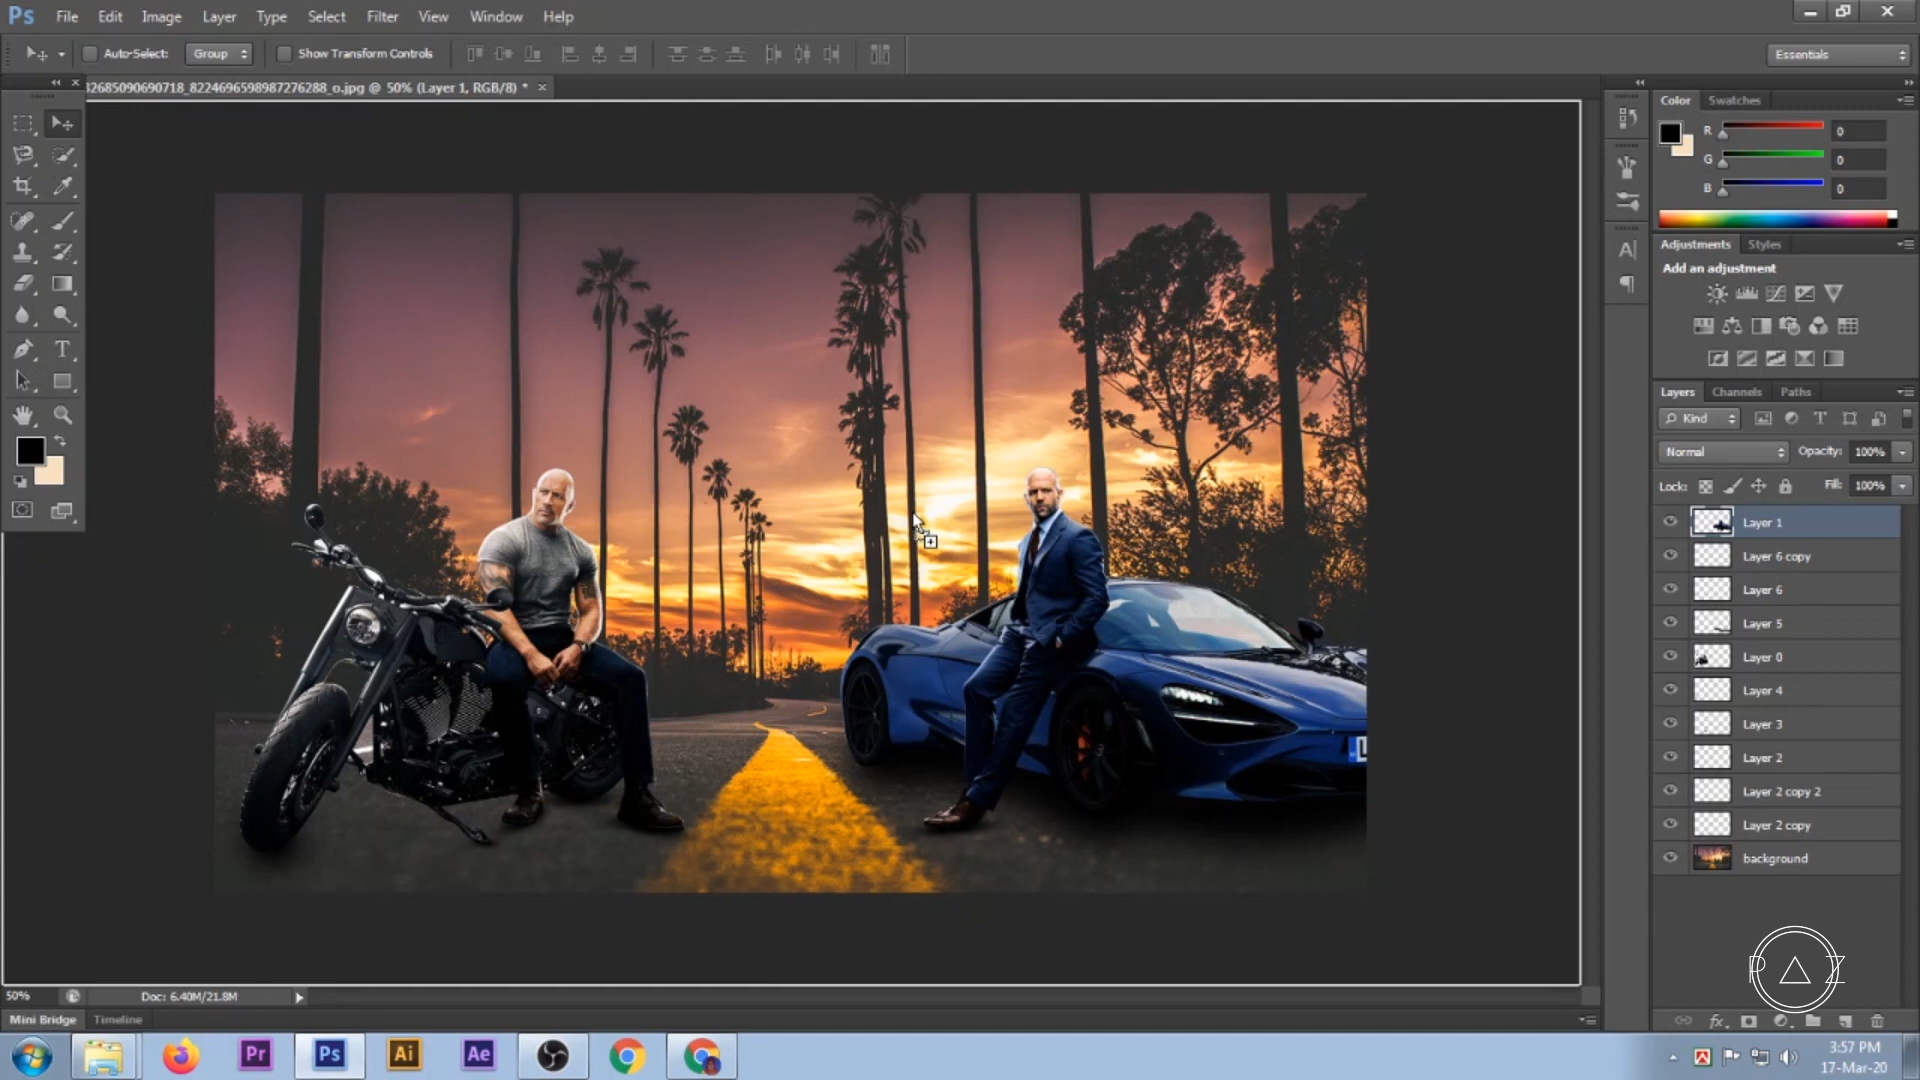 Ps File Edit Image Layer Type Select Filter View Window Help
Auto-Select: Group Show Transform Controls Essentials
32685090690718_8224696598987276288_o.jpg @ 50% (Layer 1, RGB/8) *
Color Swatches
R 0
G 0
B 0
Adjustments Styles
Add an adjustment
Layers Channels Paths
Kind
Normal Opacity: 100%
Lock: Fill: 100%
Layer 1
Layer 6 copy
Layer 6
Layer 5
Layer 0
Layer 4
Layer 3
Layer 2
Layer 2 copy 2
Layer 2 copy
background
P Z
50% Doc: 6.40M/21.8M
Mini Bridge Timeline
Pr Ps Ai Ae
3:57 PM
17-Mar-20